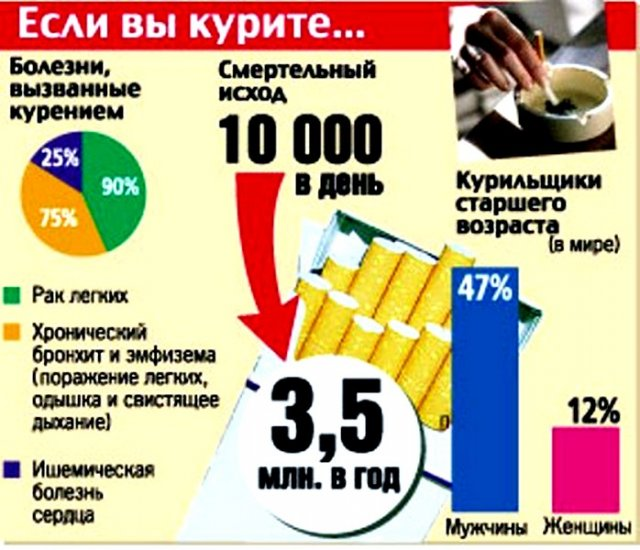 Если вы курите...
Болезни,
вызванные
курением
25%
90%
75%
Рак легких
Хронический
бронхит и эмфизема
(поражение легких,
одышка и свистящее
дыхание)
Ишемическая
болезнь
сердца
Смертельный
исход
10 000
в день
3,5
млн. в год
Курильщики
старшего
возраста
(в мире)
47%
12%
Мужчины Женщины